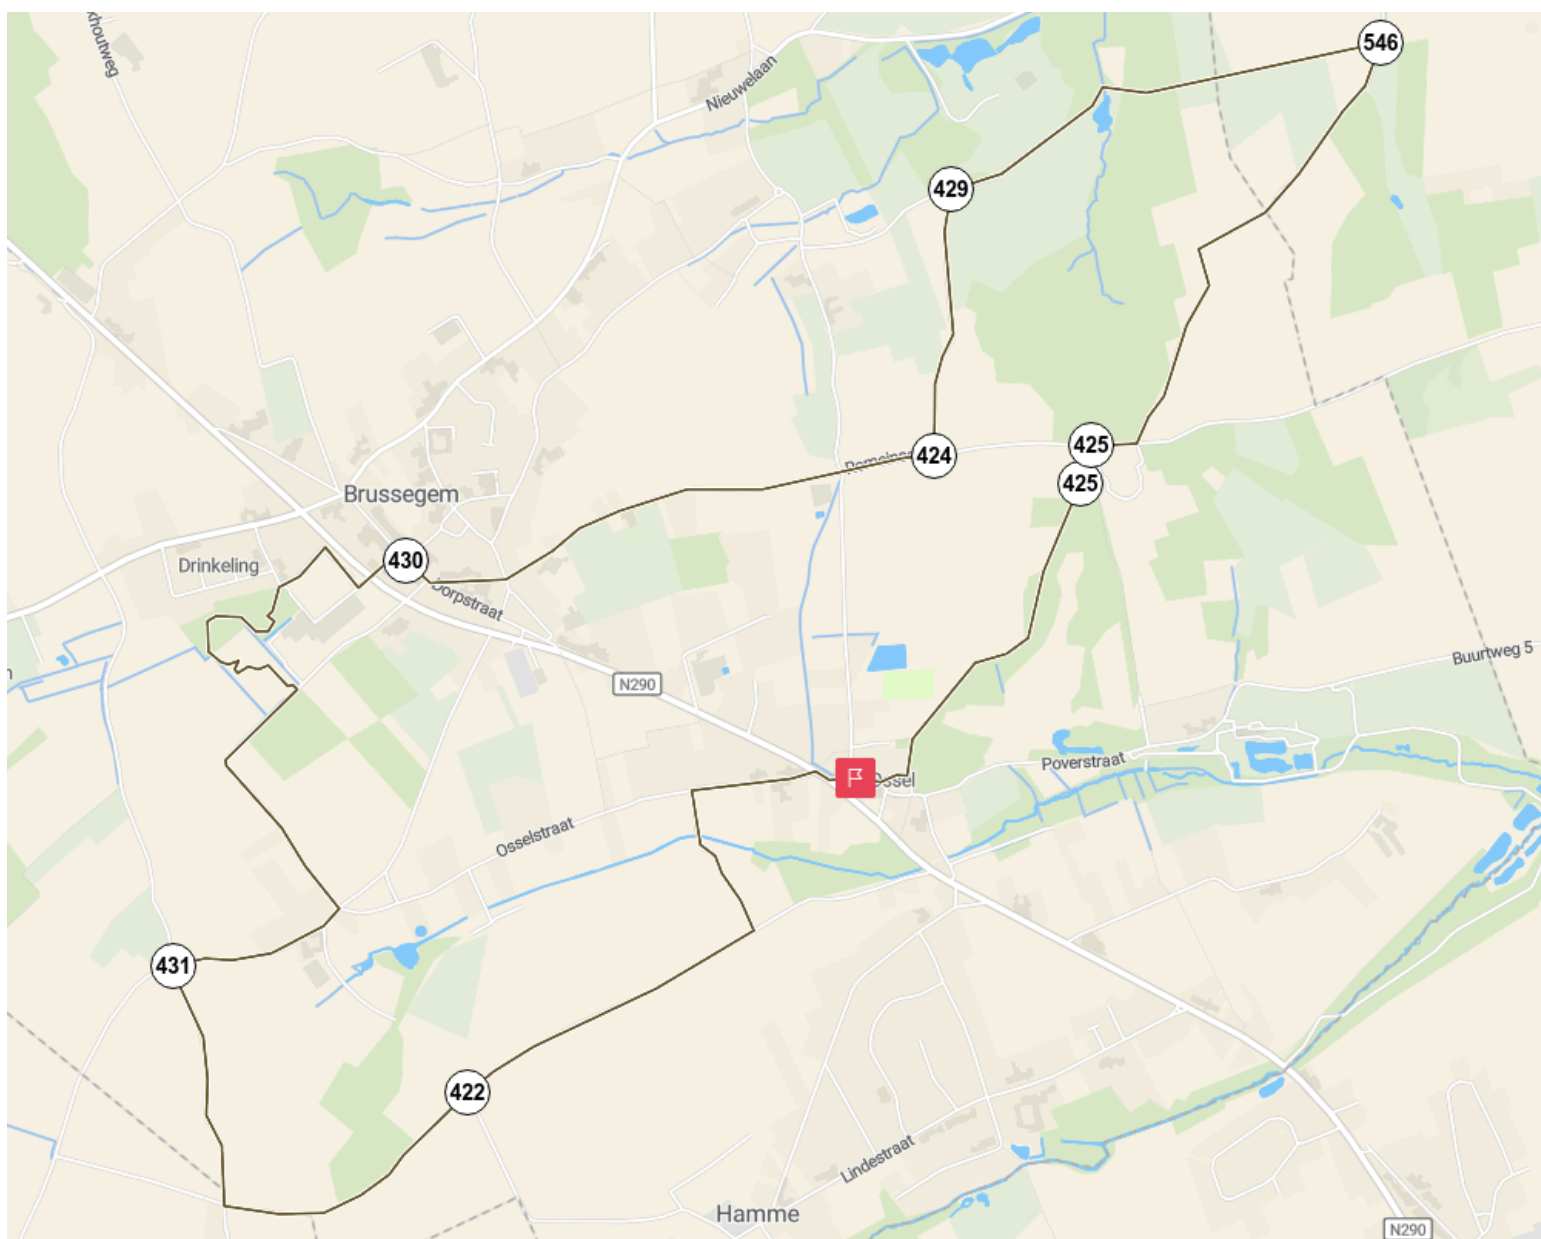 546
Nieuwelaan
429
425
424
Brussegem
425
430
Drinkeling
Dorpstraat
Buurtweg 5
N290
Poverstraat
Ossel
Osselstraat
431
422
Lindestraat
Hamme
N290